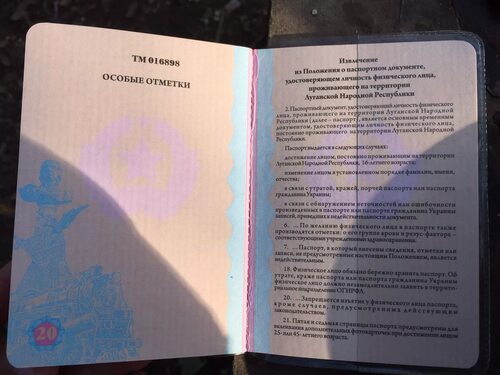 ТМ 016898
ОСОБЫЕ ОТМЕТКИ
20
Извлечение
из Положения о паспортном документе,
удостоверяющем личность физического лица,
проживающего на территории
Луганской Народной Республики
2. Паспортный документ, удостоверяющий личность физического
лица, проживающего на территории Луганской Народной
Республики (далее – паспорт), является основным временным
документом, удостоверяющим личность физического лица,
постоянно проживающего на территории Луганской Народной
Республики.
Паспорт выдается в следующих случаях:
достижение лицом, постоянно проживающим на территории
Луганской Народной Республики, 16-летнего возраста;
изменение лицом в установленном порядке фамилии, имени,
отчества;
в связи с утратой, кражей, порчей паспорта или паспорта
гражданина Украины;
в связи с обнаружением неточностей или ошибочности
произведенных в паспорте или паспорте гражданина Украины
записей, приведших к недействительности документа.
6. ... По желанию физического лица в паспорте также
производятся отметки: о его группе крови и резус-факторе –
соответствующими учреждениями здравоохранения.
7. ... Паспорт, в который внесены сведения, отметки или
записи, не предусмотренные настоящим Положением, является
недействительным.
18. Физическое лицо обязано бережно хранить паспорт. Об
утрате, краже паспорта или паспорта гражданина Украины
физическое лицо должно незамедлительно заявить в территo-
риальное подразделение ОГНРФЛ.
20. ... Запрещается изъятие у физического лица паспорта,
кроме случаев, предусмотренных действующим
законодательством.
21. Пятая и седьмая страницы паспорта предусмотрены для
вклеивания дополнительных фотокарточек при достижении лицом
25- или 45-летнего возраста.